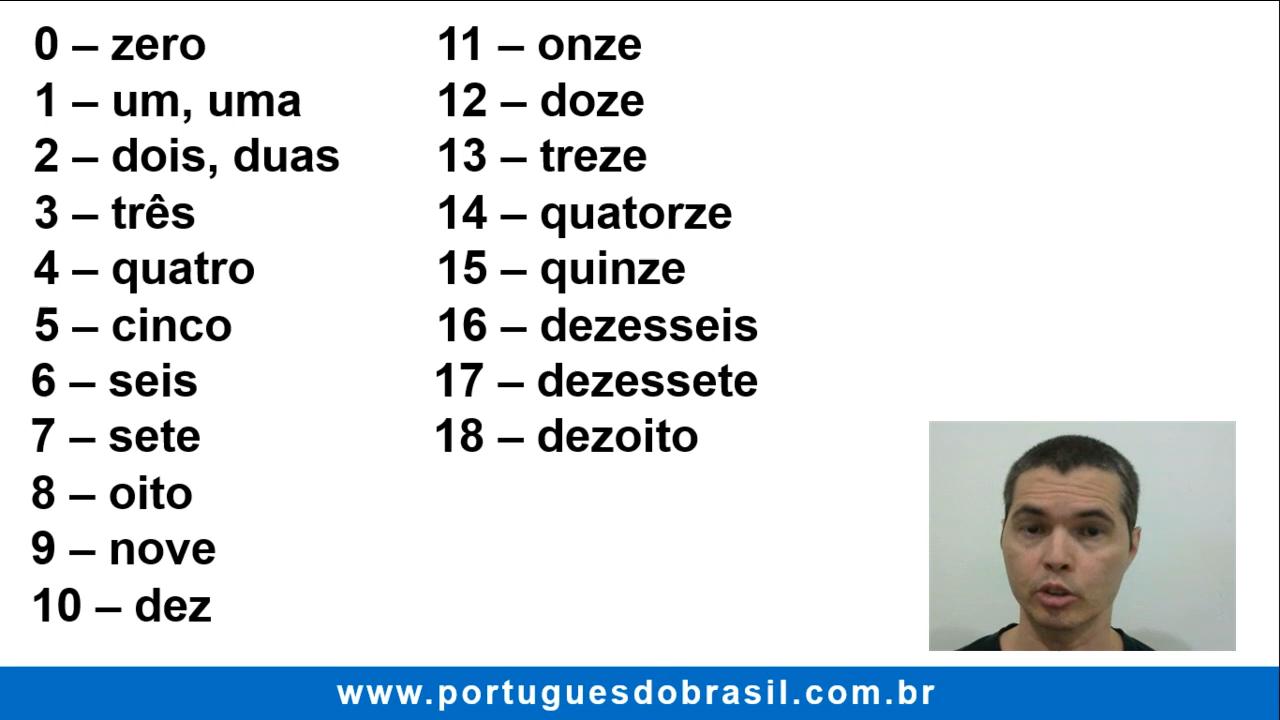 0 – zero
1 – um, uma
2 – dois, duas
3 – três
4 – quatro
5 – cinco
6 – seis
7 – sete
8 – oito
9 – nove
10 – dez
11 – onze
12 – doze
13 – treze
14 – quatorze
15 – quinze
16 – dezesseis
17 – dezessete
18 – dezoito
www.portuguesdobrasil.com.br